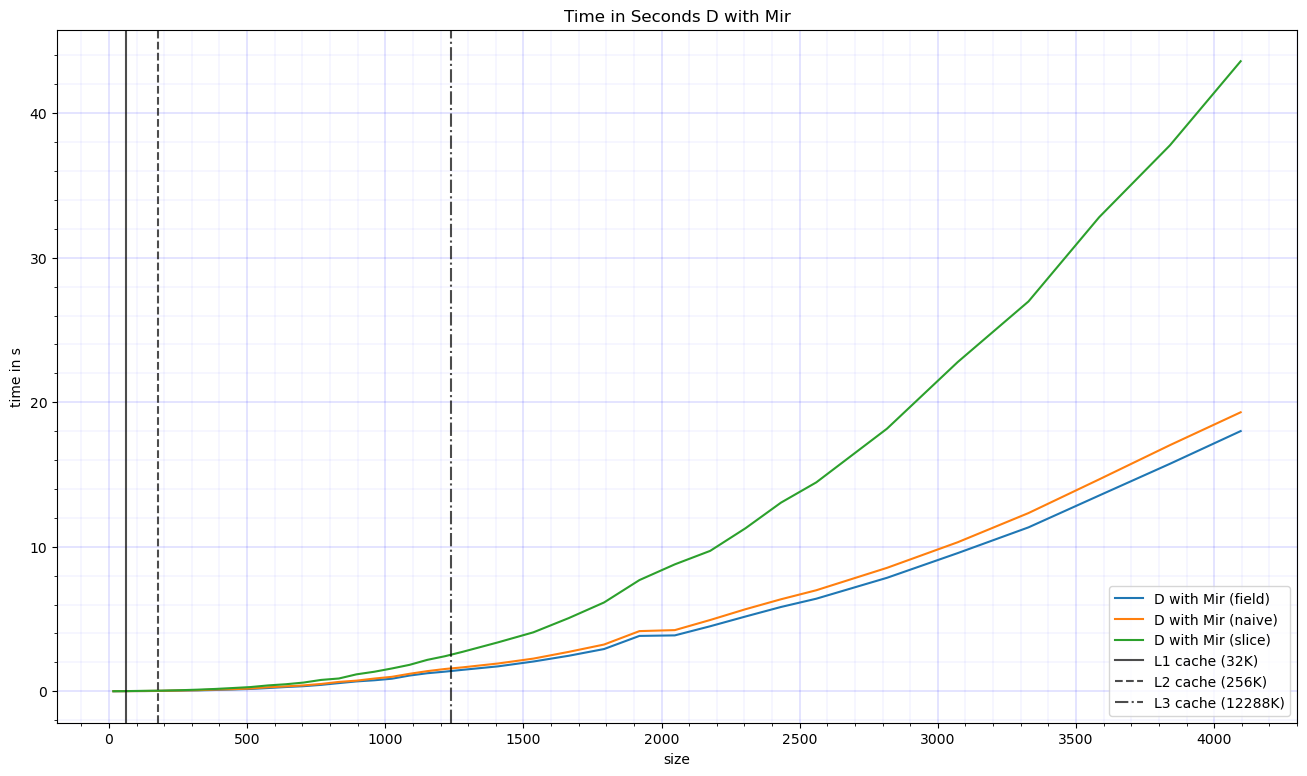 Time in Seconds D with Mir
time in s
40
30
20
10
0
0 500 1000 1500 2000 2500 3000 3500 4000
size
D with Mir (field)
D with Mir (naive)
D with Mir (slice)
L1 cache (32K)
L2 cache (256K)
L3 cache (12288K)